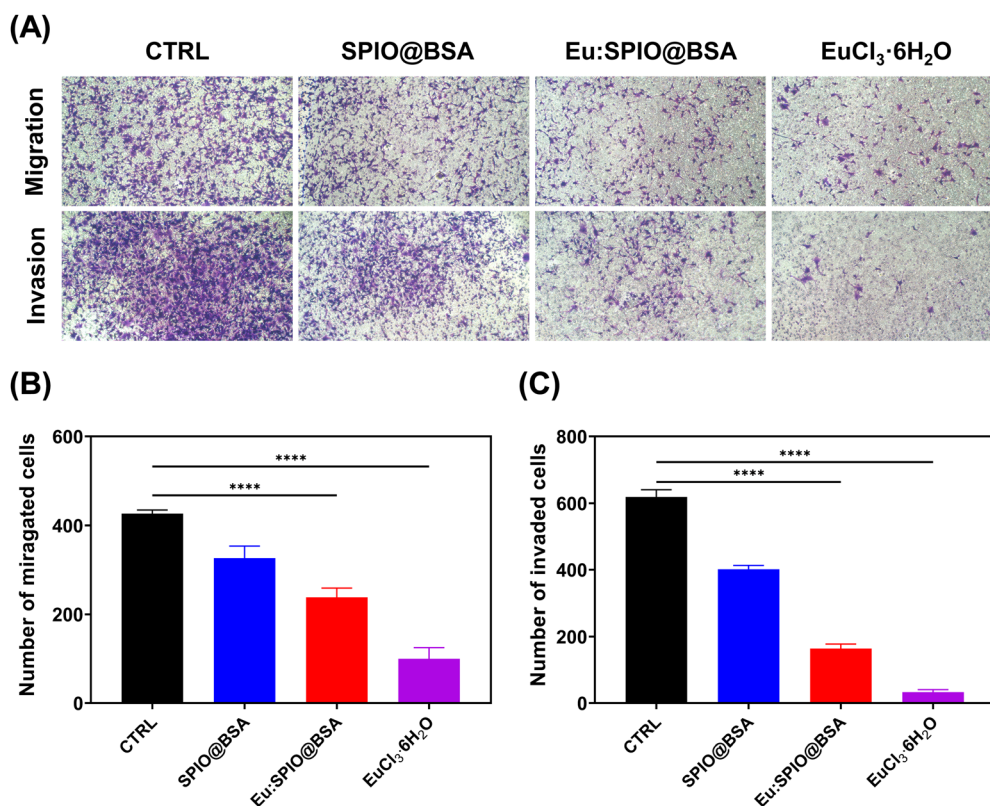 (A)
CTRL SPIO@BSA Eu:SPIO@BSA EuCl₃·6H₂O
Migration
Invasion
(B)
Number of miragated cells
600
400
200
0
****
****
CTRL
SPIO@BSA
Eu:SPIO@BSA
EuCl₃·6H₂O
(C)
Number of invaded cells
800
600
400
200
0
****
****
CTRL
SPIO@BSA
Eu:SPIO@BSA
EuCl₃·6H₂O